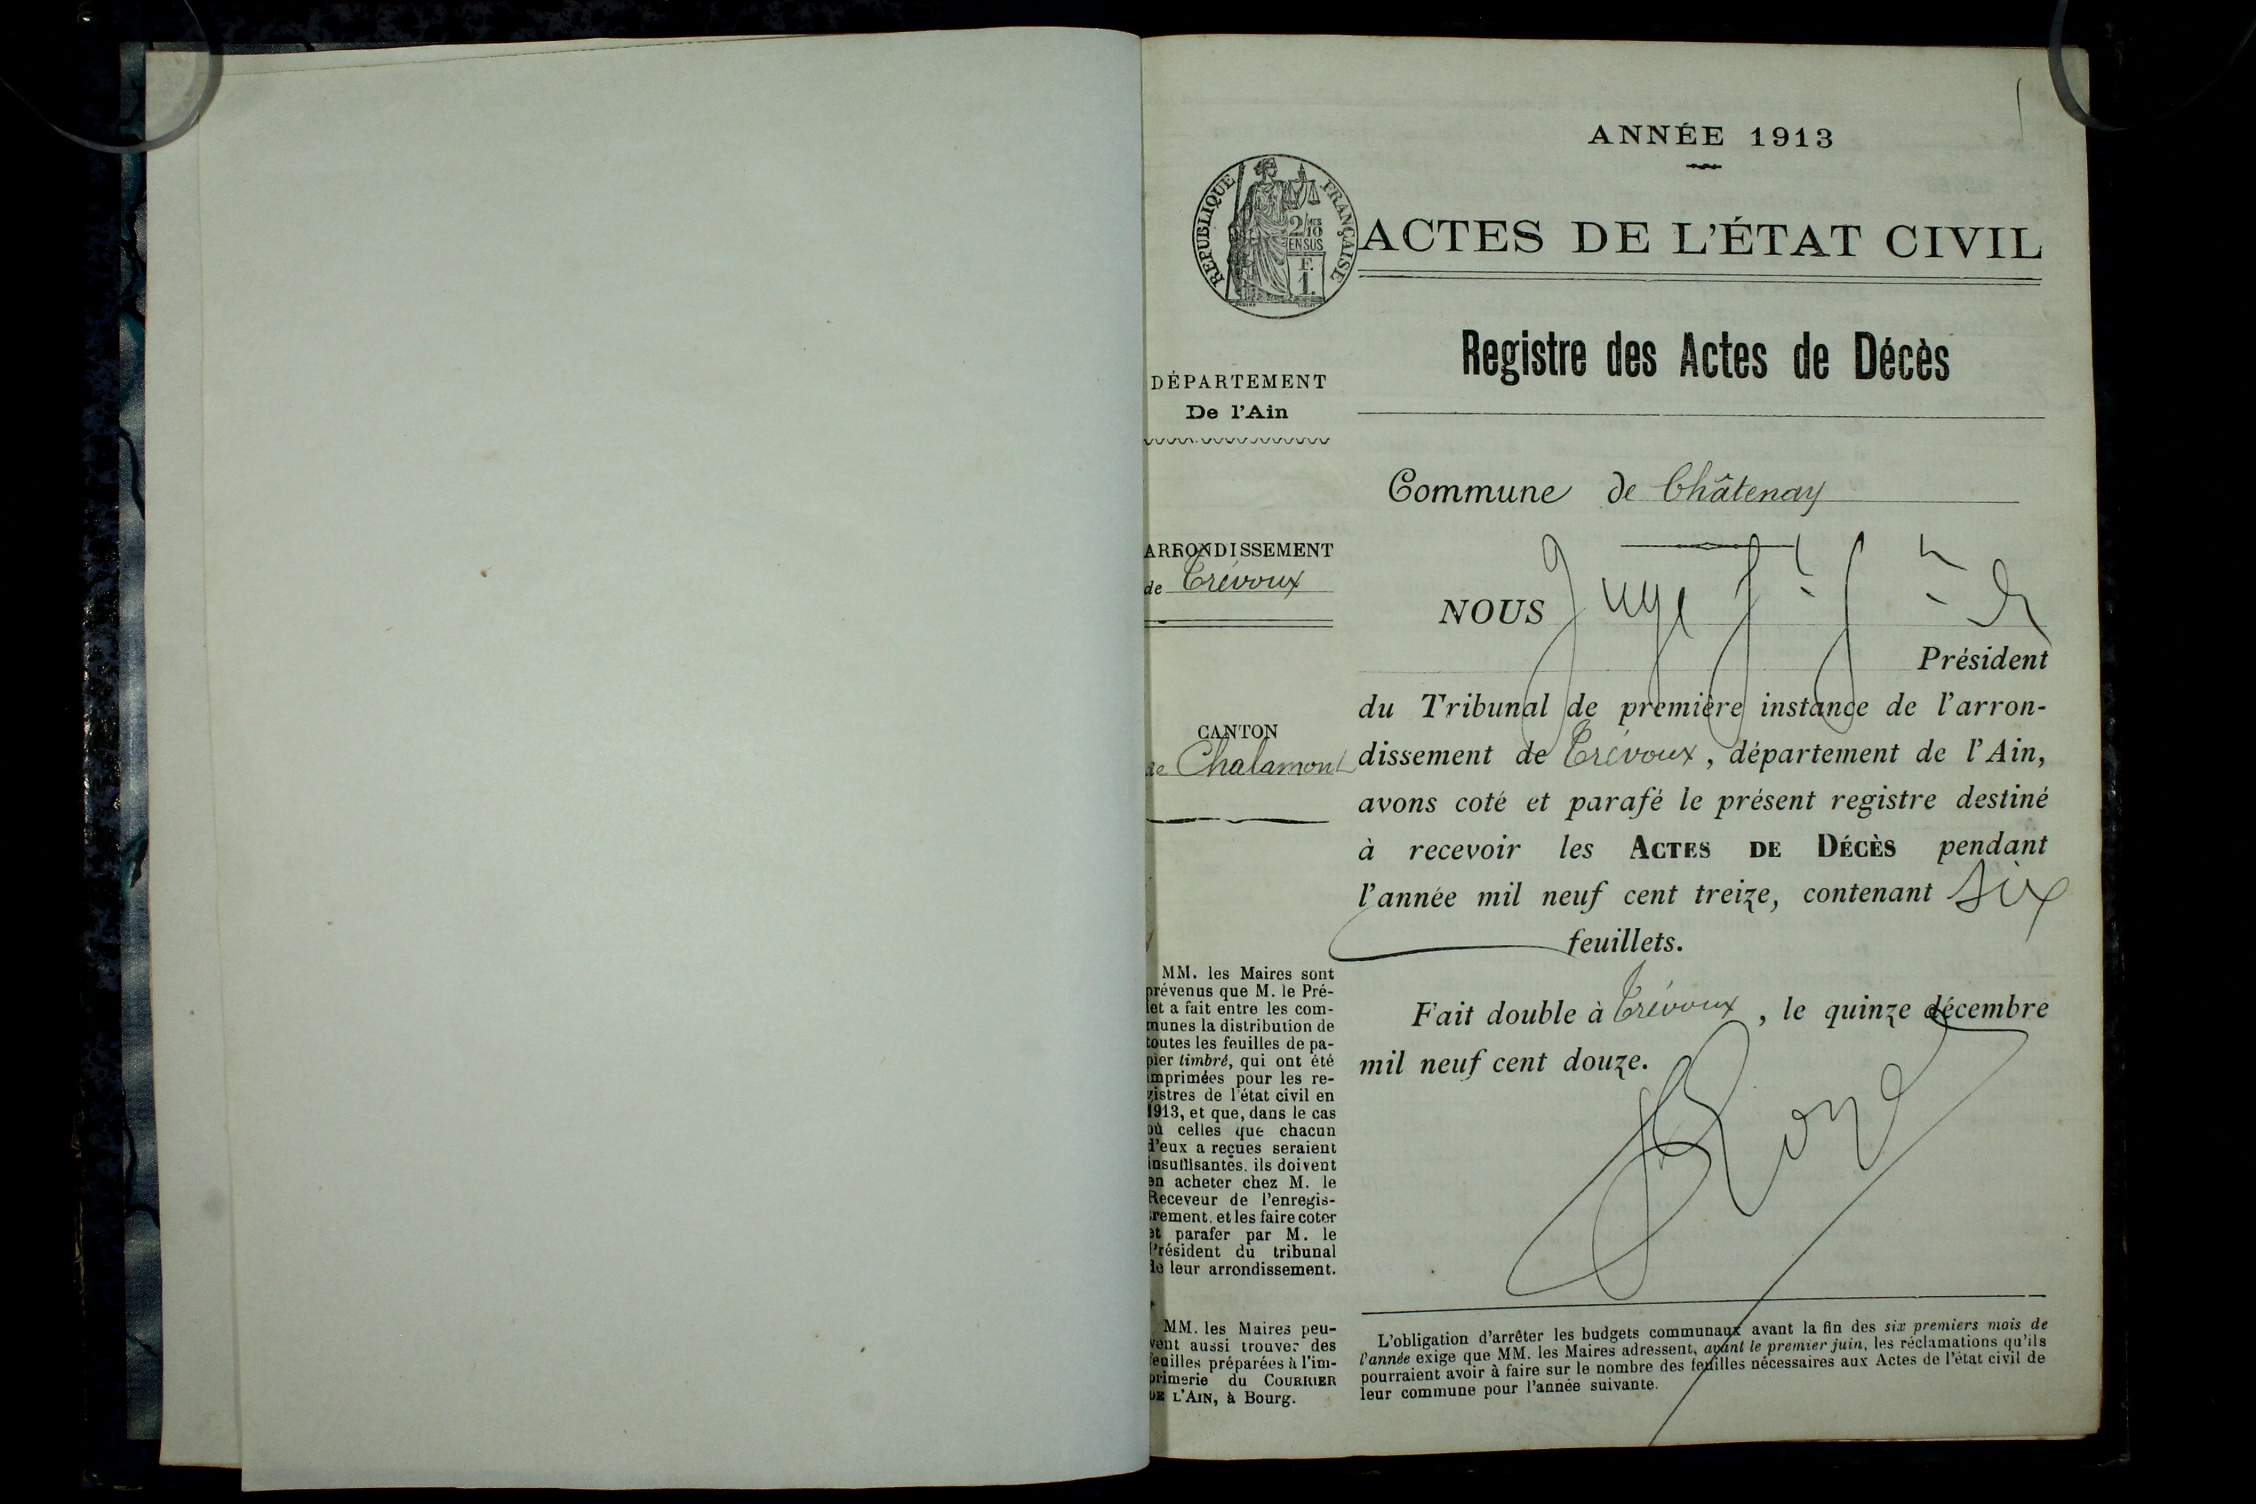 ANNÉE 1913
RÉPUBLIQUE FRANÇAISE
2/10
EN SUS
F.
1.
ACTES DE L'ÉTAT CIVIL
Registre des Actes de Décès
DÉPARTEMENT
De l'Ain
Commune de Châtenay
ARRONDISSEMENT
de Trévoux
NOUS Juge
Président
du Tribunal de première instance de l'arron-
dissement de Trévoux, département de l'Ain,
avons coté et parafé le présent registre destiné
à recevoir les ACTES DE DÉCÈS pendant
l'année mil neuf cent treize, contenant six
feuillets.
Fait double à Trévoux, le quinze décembre
mil neuf cent douze.
CANTON
de Chalamont
MM. les Maires sont
prévenus que M. le Pré-
fet a fait entre les com-
munes la distribution de
toutes les feuilles de pa-
pier timbré, qui ont été
imprimées pour les re-
gistres de l'état civil en
1913, et que, dans le cas
où celles que chacun
d'eux a reçues seraient
insuffisantes, ils doivent
en acheter chez M. le
Receveur de l'enregis-
trement, et les faire coter
et parafer par M. le
Président du tribunal
de leur arrondissement.
MM. les Maires peu-
vent aussi trouver des
feuilles préparées à l'im-
primerie du COURRIER
DE L'AIN, à Bourg.
L'obligation d'arrêter les budgets communaux avant la fin des six premiers mois de
l'année exige que MM. les Maires adressent, avant le premier juin, les réclamations qu'ils
pourraient avoir à faire sur le nombre des feuilles nécessaires aux Actes de l'état civil de
leur commune pour l'année suivante.